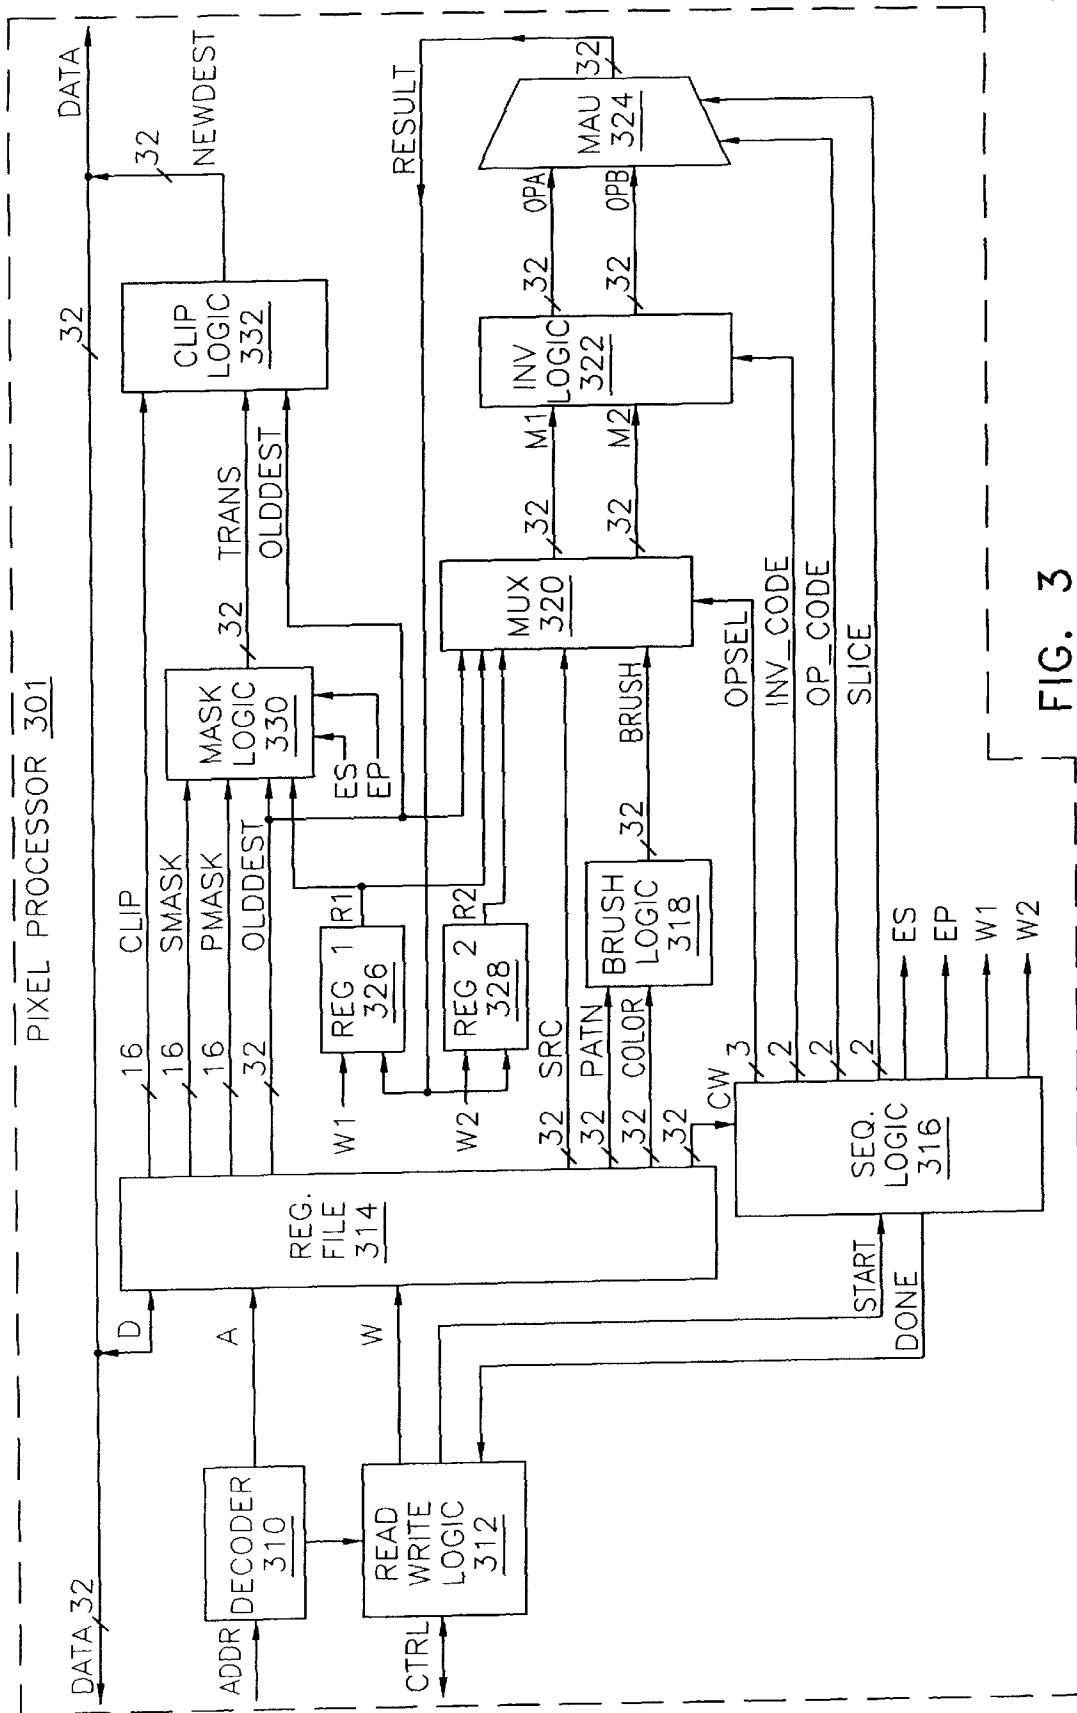 PIXEL PROCESSOR 301
DATA
32
DATA
32
32
NEWDEST
D
ADDR
DECODER
310
A
CTRL
READ
WRITE
LOGIC
312
W
START
DONE
REG.
FILE
314
16
CLIP
16
SMASK
16
PMASK
32
OLDDEST
MASK
LOGIC
330
ES
EP
32
TRANS
OLDDEST
CLIP
LOGIC
332
W1
REG 1
326
R1
W2
REG 2
328
R2
RESULT
32
SRC
32
PATN
32
COLOR
32
CW
BRUSH
LOGIC
318
32
BRUSH
MUX
320
32
M1
32
M2
INV
LOGIC
322
32
OPA
32
OPB
MAU
324
32
SEQ.
LOGIC
316
3
OPSEL
2
INV_CODE
2
OP_CODE
2
SLICE
ES
EP
W1
W2
FIG. 3